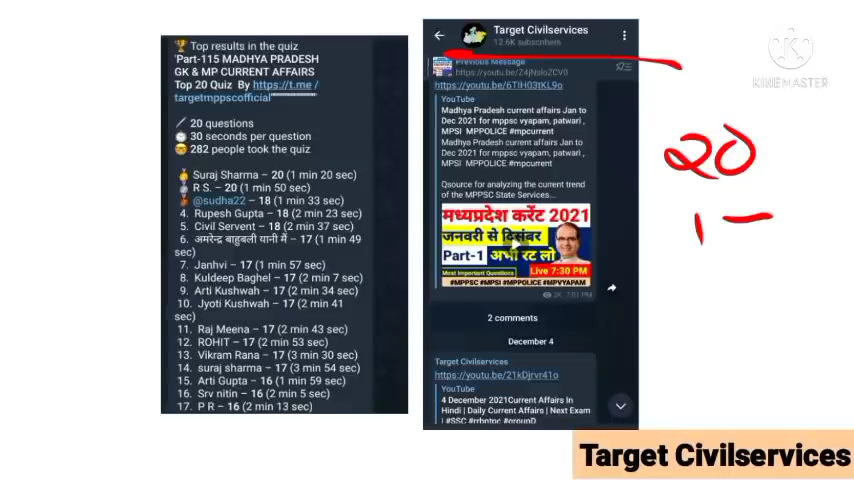 Top results in the quiz
'Part-115 MADHYA PRADESH
GK & MP CURRENT AFFAIRS
Top 20 Quiz By https://t.me/
targetmppscofficial
20 questions
30 seconds per question
282 people took the quiz
Suraj Sharma – 20 (1 min 20 sec)
R S. – 20 (1 min 50 sec)
@sudha22 – 18 (1 min 33 sec)
4. Rupesh Gupta – 18 (2 min 23 sec)
5. Civil Servent – 18 (2 min 37 sec)
6. अमरेन्द्र बाहुबली यानी में – 17 (1 min 49
sec)
7. Janhvi – 17 (1 min 57 sec)
8. Kuldeep Baghel – 17 (2 min 7 sec)
9. Arti Kushwah – 17 (2 min 34 sec)
10. Jyoti Kushwah – 17 (2 min 41
sec)
11. Raj Meena – 17 (2 min 43 sec)
12. ROHIT – 17 (2 min 53 sec)
13. Vikram Rana – 17 (3 min 30 sec)
14. suraj sharma – 17 (3 min 54 sec)
15. Arti Gupta – 16 (1 min 59 sec)
16. Srv nitin – 16 (2 min 5 sec)
17. P R – 16 (2 min 13 sec)
Target Civilservices
12.6K subscribers
Previous Message
https://youtu.be/6TIH03tKL9o
YouTube
Madhya Pradesh current affairs Jan to
Dec 2021 for mppsc vyapam, patwari ,
MPSI MPPOLICE #mpcurrent
Madhya Pradesh current affairs Jan to
Dec 2021 for mppsc vyapam, patwari ,
MPSI MPPOLICE #mpcurrent
Qsource for analyzing the current trend
of the MPPSC State Services...
मध्यप्रदेश करेंट 2021
जनवरी से दिसंबर
Part-1 अभी रट लो
Most Important Questions Live 7:30 PM
#MPPSC #MPSI #MPPOLICE #MPVYAPAM
2 comments
December 4
Target Civilservices
https://youtu.be/21kDjrvr41o
YouTube
4 December 2021Current Affairs In
Hindi | Daily Current Affairs | Next Exam
KINEMASTER
20
1 –
Target Civilservices